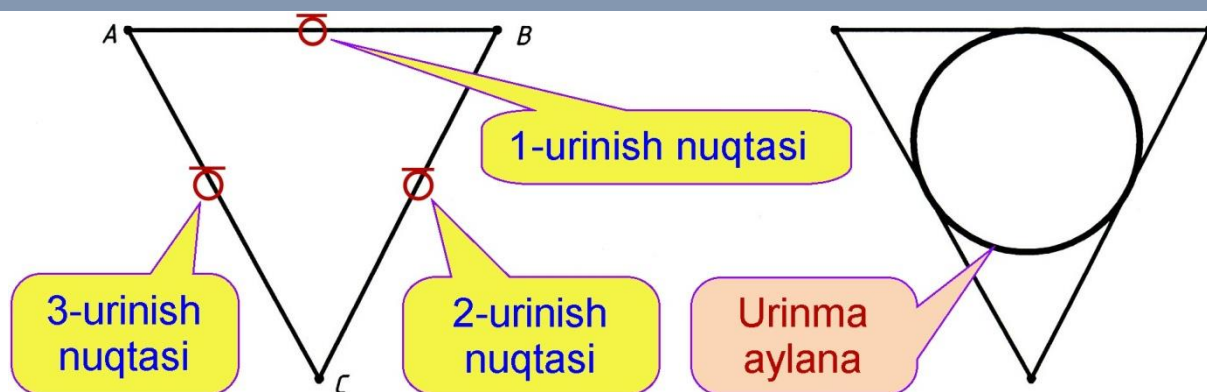 A
B
1-urinish nuqtasi
3-urinish
nuqtasi
2-urinish
nuqtasi
C
Urinma
aylana